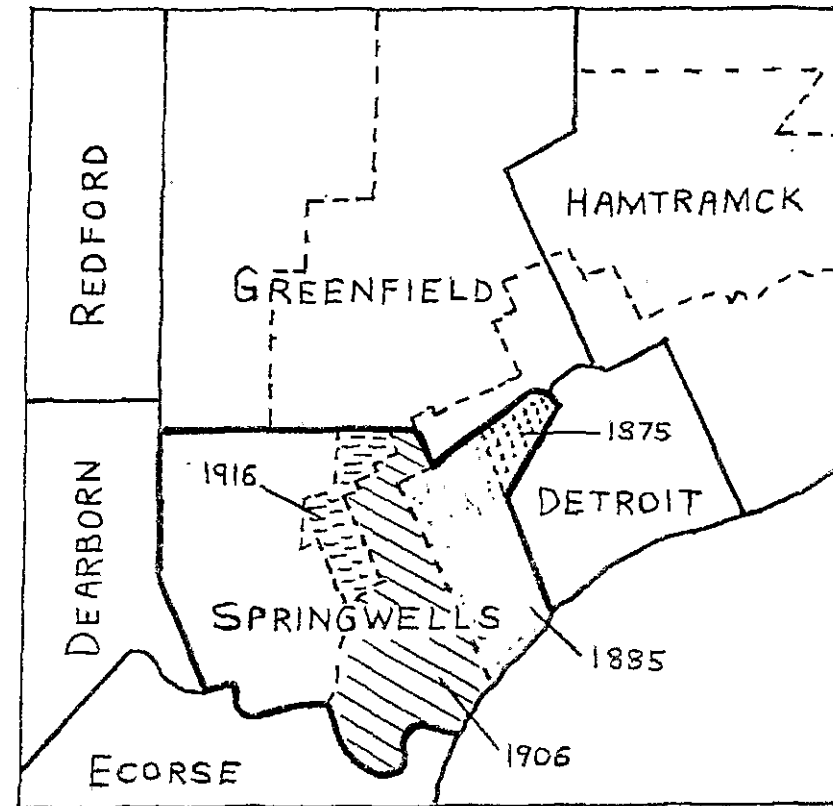 REDFORD
HAMTRAMCK
GREENFIELD
1875
1916
DETROIT
DEARBORN
SPRINGWELLS
1885
1906
ECORSE